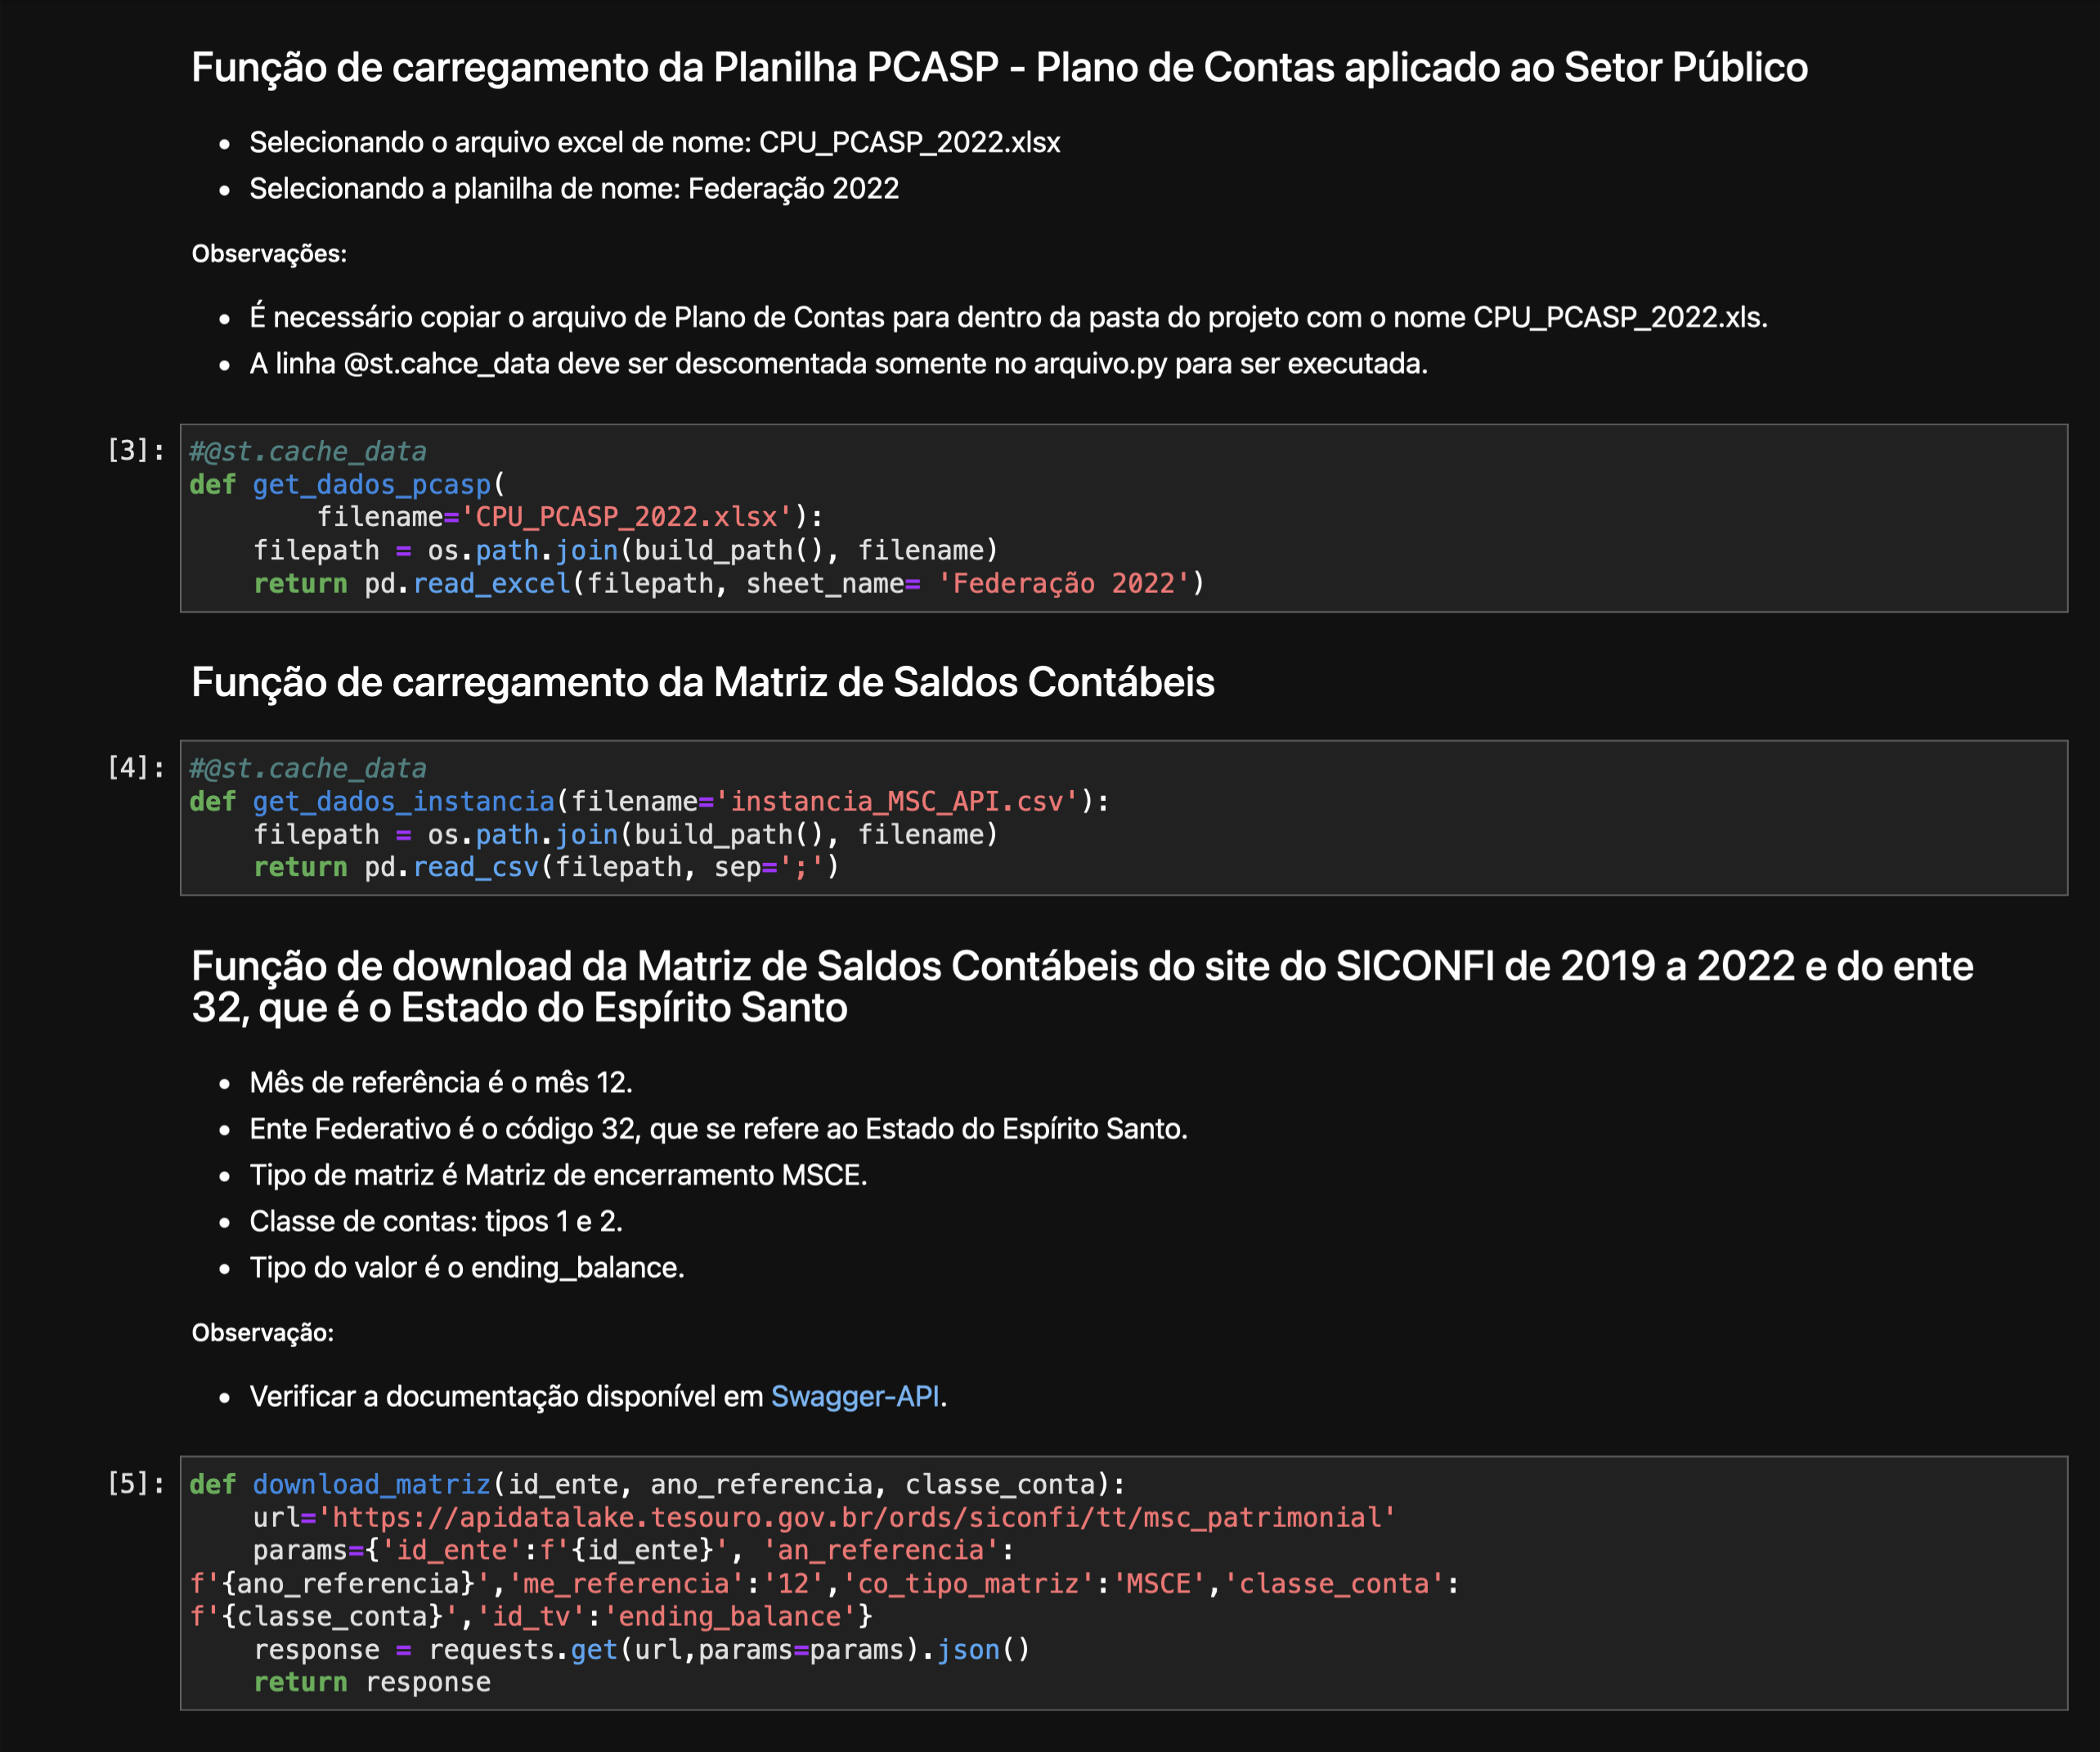 Função de carregamento da Planilha PCASP - Plano de Contas aplicado ao Setor Público
• Selecionando o arquivo excel de nome: CPU_PCASP_2022.xlsx
• Selecionando a planilha de nome: Federação 2022
Observações:
• É necessário copiar o arquivo de Plano de Contas para dentro da pasta do projeto com o nome CPU_PCASP_2022.xls.
• A linha @st.cahce_data deve ser descomentada somente no arquivo.py para ser executada.
[3]: #@st.cache_data
def get_dados_pcasp(
        filename='CPU_PCASP_2022.xlsx'):
    filepath = os.path.join(build_path(), filename)
    return pd.read_excel(filepath, sheet_name= 'Federação 2022')
Função de carregamento da Matriz de Saldos Contábeis
[4]: #@st.cache_data
def get_dados_instancia(filename='instancia_MSC_API.csv'):
    filepath = os.path.join(build_path(), filename)
    return pd.read_csv(filepath, sep=';')
Função de download da Matriz de Saldos Contábeis do site do SICONFI de 2019 a 2022 e do ente
32, que é o Estado do Espírito Santo
• Mês de referência é o mês 12.
• Ente Federativo é o código 32, que se refere ao Estado do Espírito Santo.
• Tipo de matriz é Matriz de encerramento MSCE.
• Classe de contas: tipos 1 e 2.
• Tipo do valor é o ending_balance.
Observação:
• Verificar a documentação disponível em Swagger-API.
[5]: def download_matriz(id_ente, ano_referencia, classe_conta):
    url='https://apidatalake.tesouro.gov.br/ords/siconfi/tt/msc_patrimonial'
    params={'id_ente':f'{id_ente}', 'an_referencia':
f'{ano_referencia}','me_referencia':'12','co_tipo_matriz':'MSCE','classe_conta':
f'{classe_conta}','id_tv':'ending_balance'}
    response = requests.get(url,params=params).json()
    return response